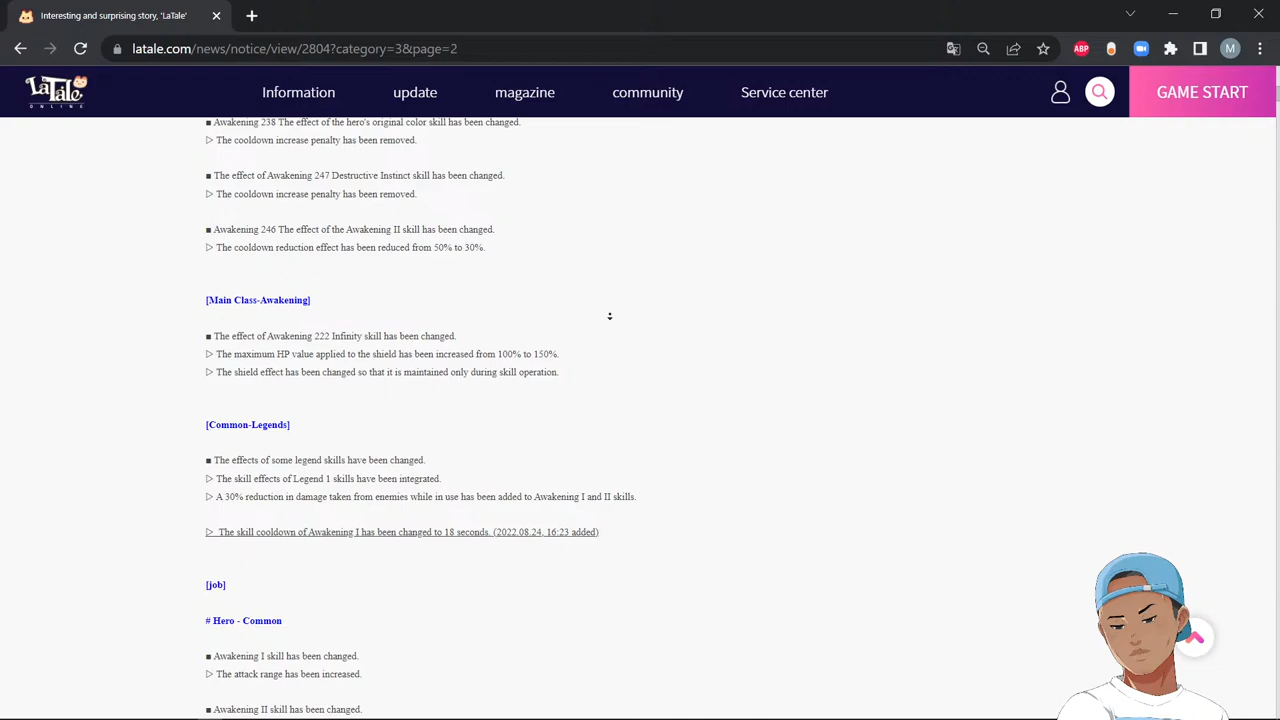 Interesting and surprising story, 'LaTale'
latale.com/news/notice/view/2804?category=3&page=2
ABP
M
LaTale
ONLINE
Information
update
magazine
community
Service center
GAME START
■ Awakening 238 The effect of the hero's original color skill has been changed.
▷ The cooldown increase penalty has been removed.
■ The effect of Awakening 247 Destructive Instinct skill has been changed.
▷ The cooldown increase penalty has been removed.
■ Awakening 246 The effect of the Awakening II skill has been changed.
▷ The cooldown reduction effect has been reduced from 50% to 30%.
[Main Class-Awakening]
■ The effect of Awakening 222 Infinity skill has been changed.
▷ The maximum HP value applied to the shield has been increased from 100% to 150%.
▷ The shield effect has been changed so that it is maintained only during skill operation.
[Common-Legends]
■ The effects of some legend skills have been changed.
▷ The skill effects of Legend 1 skills have been integrated.
▷ A 30% reduction in damage taken from enemies while in use has been added to Awakening I and II skills.
▷ The skill cooldown of Awakening I has been changed to 18 seconds. (2022.08.24, 16:23 added)
[job]
# Hero - Common
■ Awakening I skill has been changed.
▷ The attack range has been increased.
■ Awakening II skill has been changed.